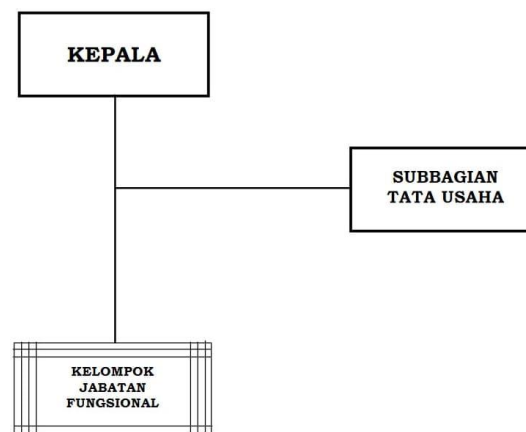 KEPALA
SUBBAGIAN
TATA USAHA
KELOMPOK
JABATAN
FUNGSIONAL